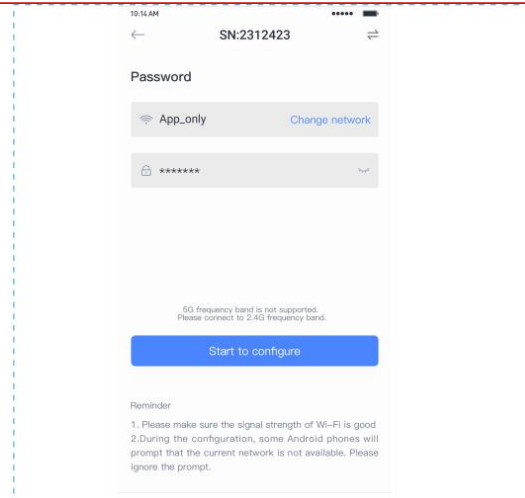 10:14 AM
SN:2312423
Password
App_only Change network
*******
5G frequency band is not supported.
Please connect to 2.4G frequency band.
Start to configure
Reminder
1. Please make sure the signal strength of Wi-Fi is good
2.During the configuration, some Android phones will
prompt that the current network is not available. Please
ignore the prompt.